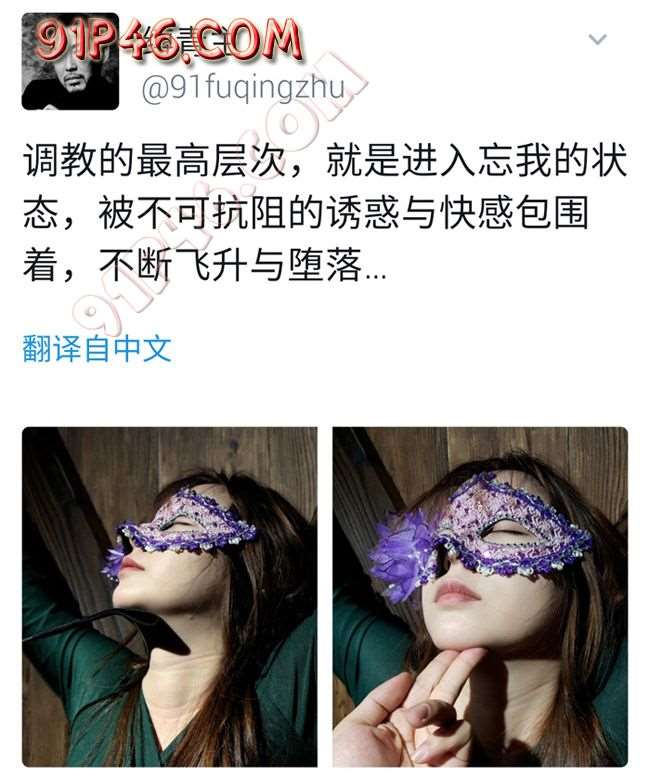 91P46.COM
@91fuqingzhu
调教的最高层次，就是进入忘我的状
态，被不可抗阻的诱惑与快感包围
着，不断飞升与堕落...
翻译自中文
91P46.COM